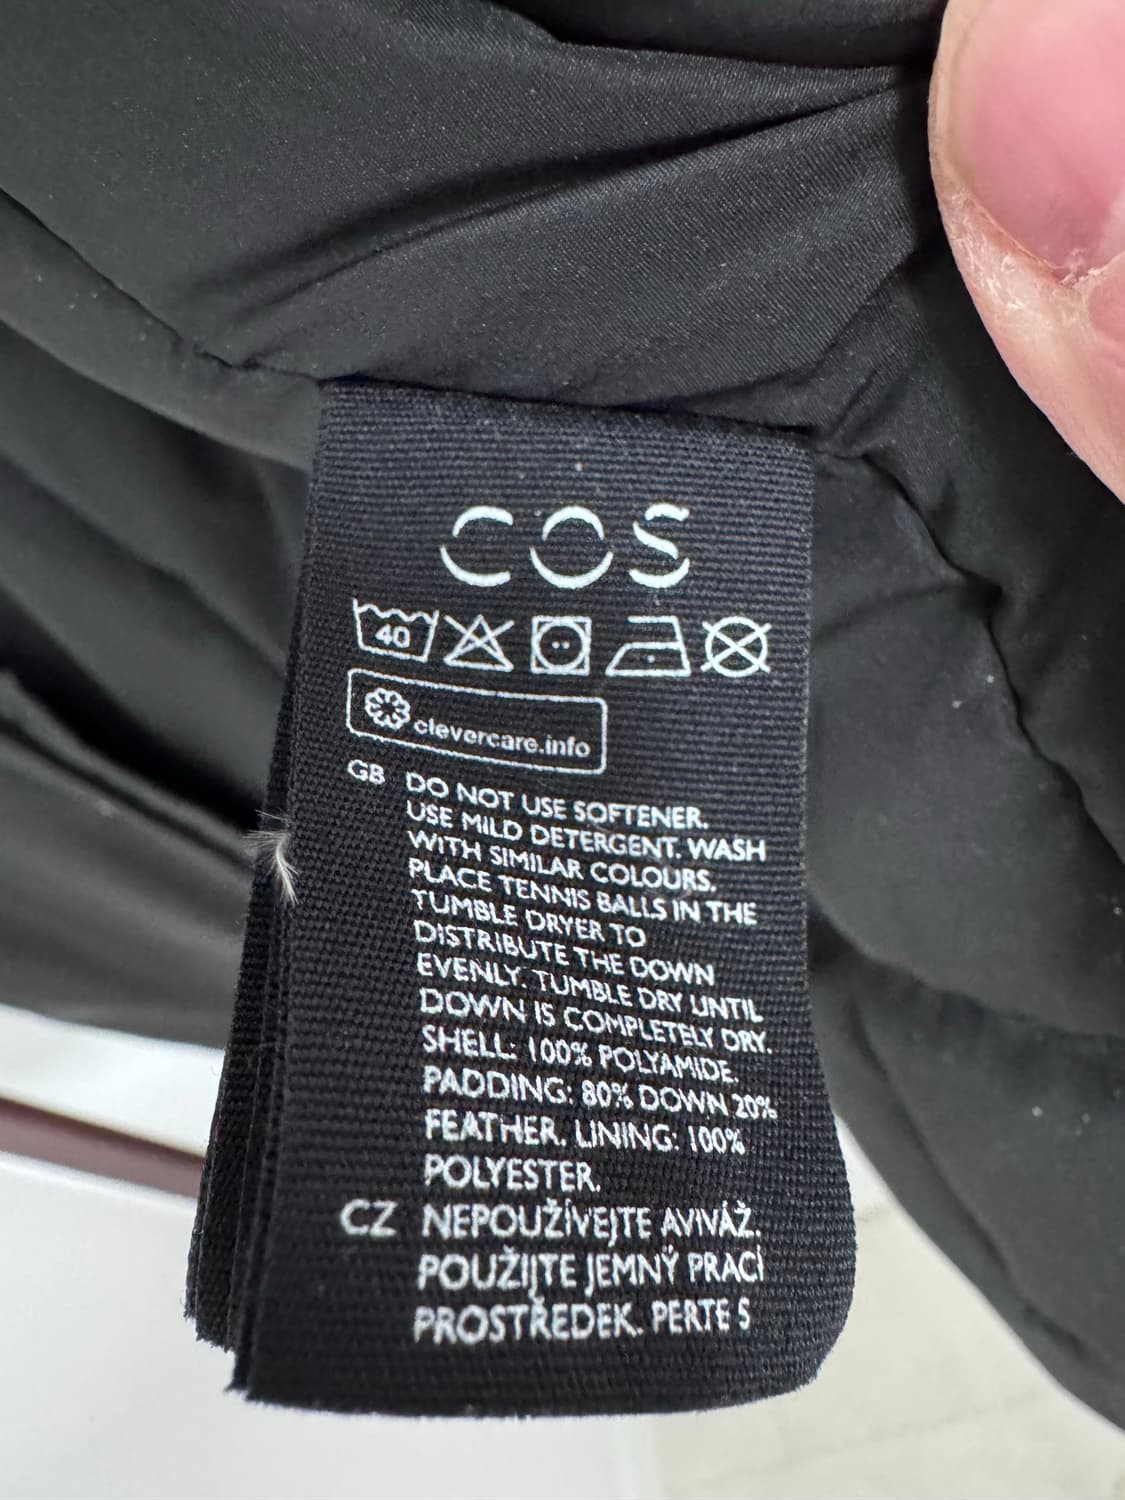 COS
40
clevercare.info
GB DO NOT USE SOFTENER.
USE MILD DETERGENT. WASH
WITH SIMILAR COLOURS.
PLACE TENNIS BALLS IN THE
TUMBLE DRYER TO
DISTRIBUTE THE DOWN
EVENLY. TUMBLE DRY UNTIL
DOWN IS COMPLETELY DRY.
SHELL: 100% POLYAMIDE.
PADDING: 80% DOWN 20%
FEATHER. LINING: 100%
POLYESTER.
CZ NEPOUŽÍVEJTE AVIVÁŽ.
POUŽIJTE JEMNÝ PRACÍ
PROSTŘEDEK. PERTE S